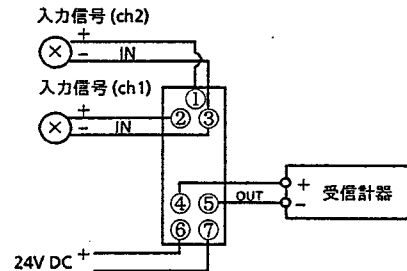 入力信号 (ch2)
+
- IN
入力信号 (ch1)
+
- IN
①
② ③
④ ⑤
⑥ ⑦
OUT
+
-
受信計器
24V DC +